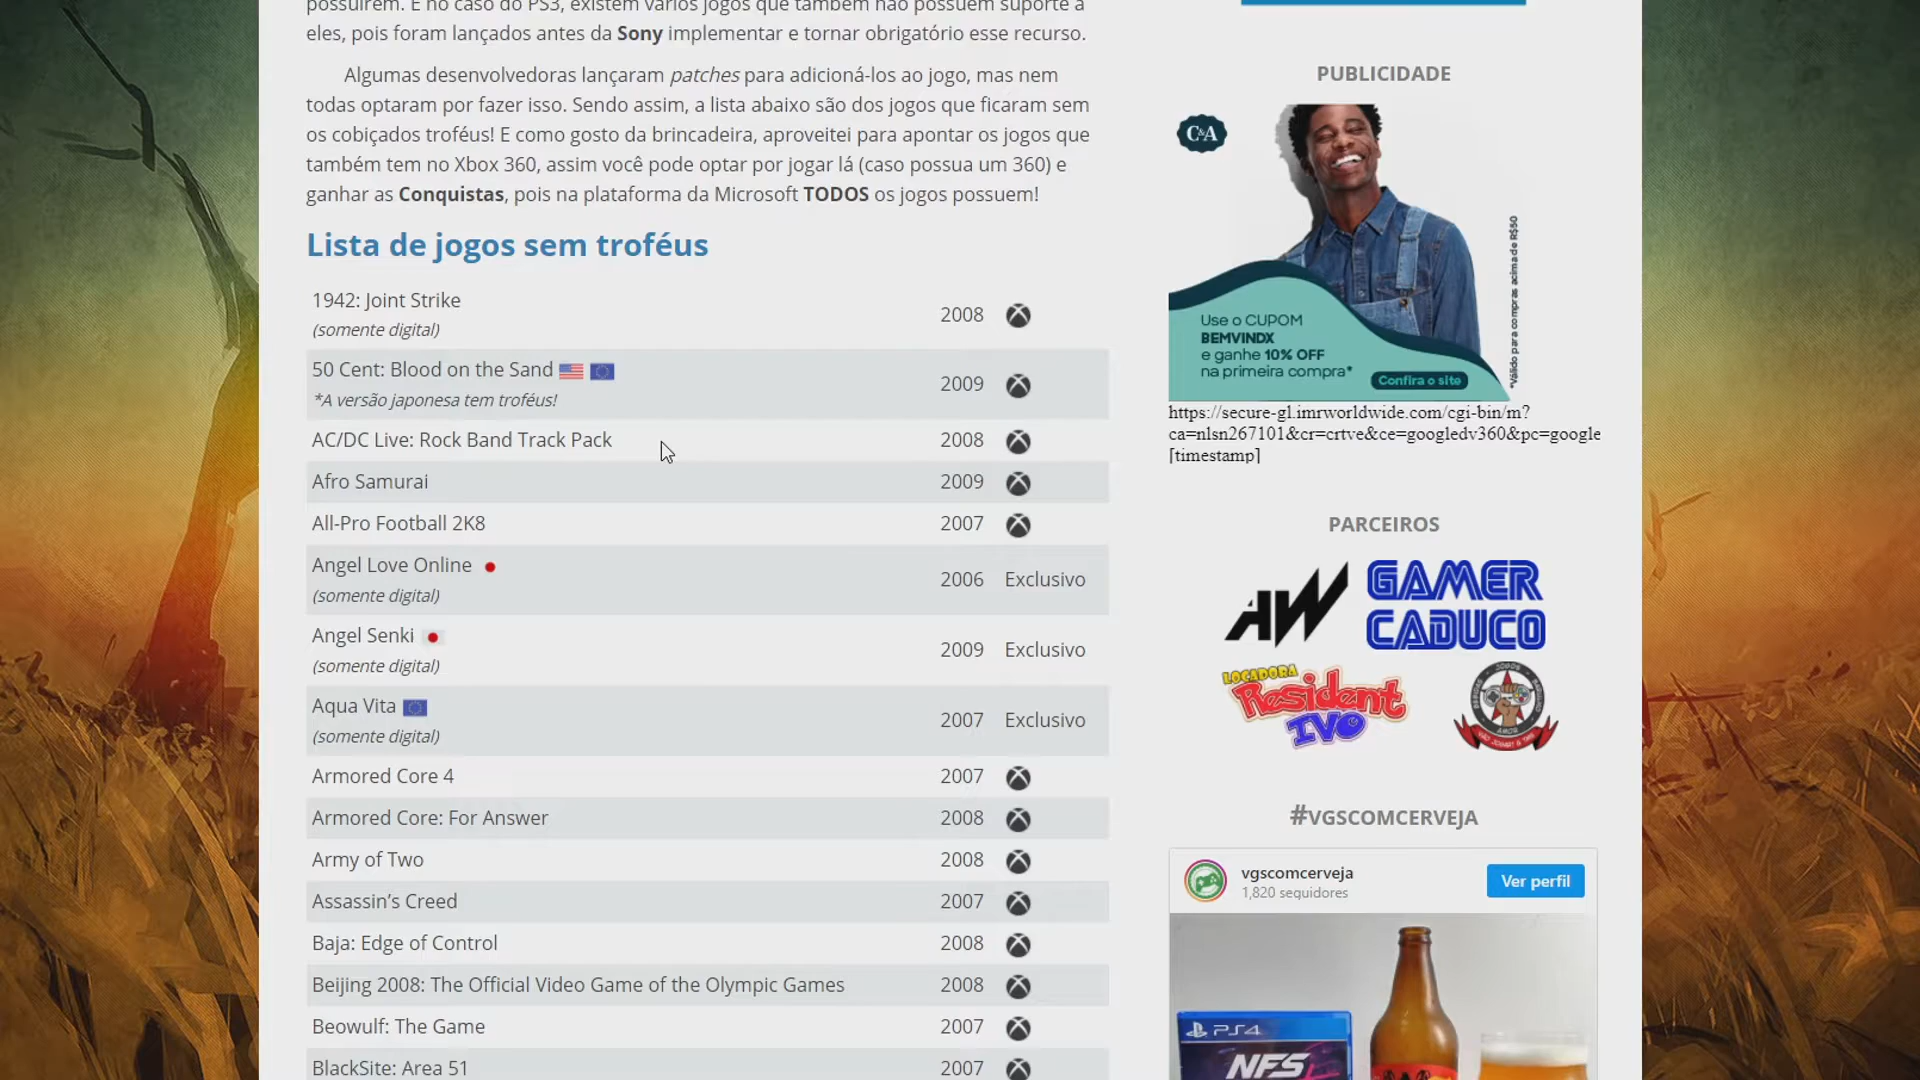 possuírem. E no caso do PS3, existem vários jogos que também não possuem suporte a
eles, pois foram lançados antes da Sony implementar e tornar obrigatório esse recurso.
Algumas desenvolvedoras lançaram patches para adicioná-los ao jogo, mas nem
todas optaram por fazer isso. Sendo assim, a lista abaixo são dos jogos que ficaram sem
os cobiçados troféus! E como gosto da brincadeira, aproveitei para apontar os jogos que
também tem no Xbox 360, assim você pode optar por jogar lá (caso possua um 360) e
ganhar as Conquistas, pois na plataforma da Microsoft TODOS os jogos possuem!
Lista de jogos sem troféus
1942: Joint Strike
(somente digital)
2008
50 Cent: Blood on the Sand
*A versão japonesa tem troféus!
2009
AC/DC Live: Rock Band Track Pack 2008
Afro Samurai 2009
All-Pro Football 2K8 2007
Angel Love Online
(somente digital)
2006 Exclusivo
Angel Senki
(somente digital)
2009 Exclusivo
Aqua Vita
(somente digital)
2007 Exclusivo
Armored Core 4 2007
Armored Core: For Answer 2008
Army of Two 2008
Assassin’s Creed 2007
Baja: Edge of Control 2008
Beijing 2008: The Official Video Game of the Olympic Games 2008
Beowulf: The Game 2007
BlackSite: Area 51 2007
PUBLICIDADE
C&A
Use o CUPOM
BEMVINDX
e ganhe 10% OFF
na primeira compra*
Confira o site
*Válido para compras acima de R$50
https://secure-gl.imrworldwide.com/cgi-bin/m?
ca=nlsn267101&cr=crtve&ce=googledv360&pc=google
[timestamp]
PARCEIROS
AW
GAMER
CADUCO
LOCADORA
Resident
IVO
#VGSCOMCERVEJA
vgscomcerveja
1,820 seguidores
Ver perfil
PS4
NFS